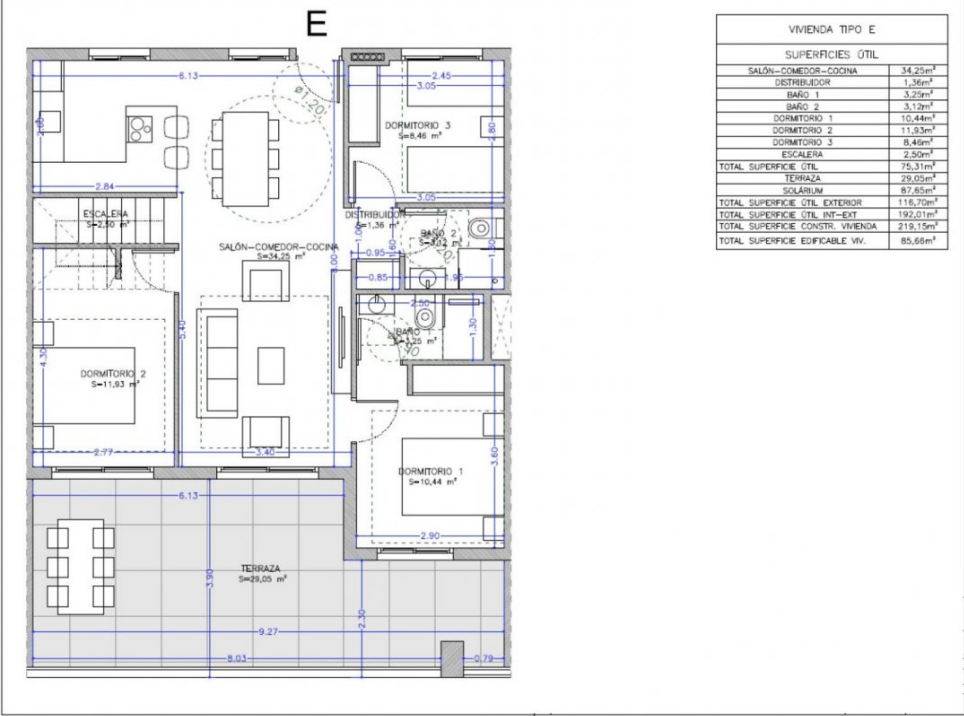 E
VIVIENDA TIPO E
SUPERFICIES ÚTIL
SALÓN-COMEDOR-COCINA 34,25m²
DISTRIBUIDOR 1,36m²
BAÑO 1 3,25m²
BAÑO 2 3,12m²
DORMITORIO 1 10,44m²
DORMITORIO 2 11,93m²
DORMITORIO 3 8,46m²
ESCALERA 2,50m²
TOTAL SUPERFICIE ÚTIL 75,31m²
TERRAZA 29,05m²
SOLÁRIUM 87,65m²
TOTAL SUPERFICIE ÚTIL EXTERIOR 116,70m²
TOTAL SUPERFICIE ÚTIL INT-EXT 192,01m²
TOTAL SUPERFICIE CONSTR. VIVIENDA 219,15m²
TOTAL SUPERFICIE EDIFICABLE VIV. 85,66m²
6.13
2.45
3.05
ø1.20
DORMITORIO 3
S=8,46 m²
2.80
2.84
3.05
ESCALERA
S=2,50 m²
DISTRIBUIDOR
S=1,36 m²
BAÑO 2
SALÓN-COMEDOR-COCINA
S=34,25 m²
0.95
1.60
0.85
1.95
2.50
BAÑO
1.30
5.40
4.30
DORMITORIO 2
S=11,93 m²
2.77
3.40
DORMITORIO 1
S=10,44 m²
3.60
2.90
6.13
TERRAZA
S=29,05 m²
3.90
2.30
9.27
8.03
0.79